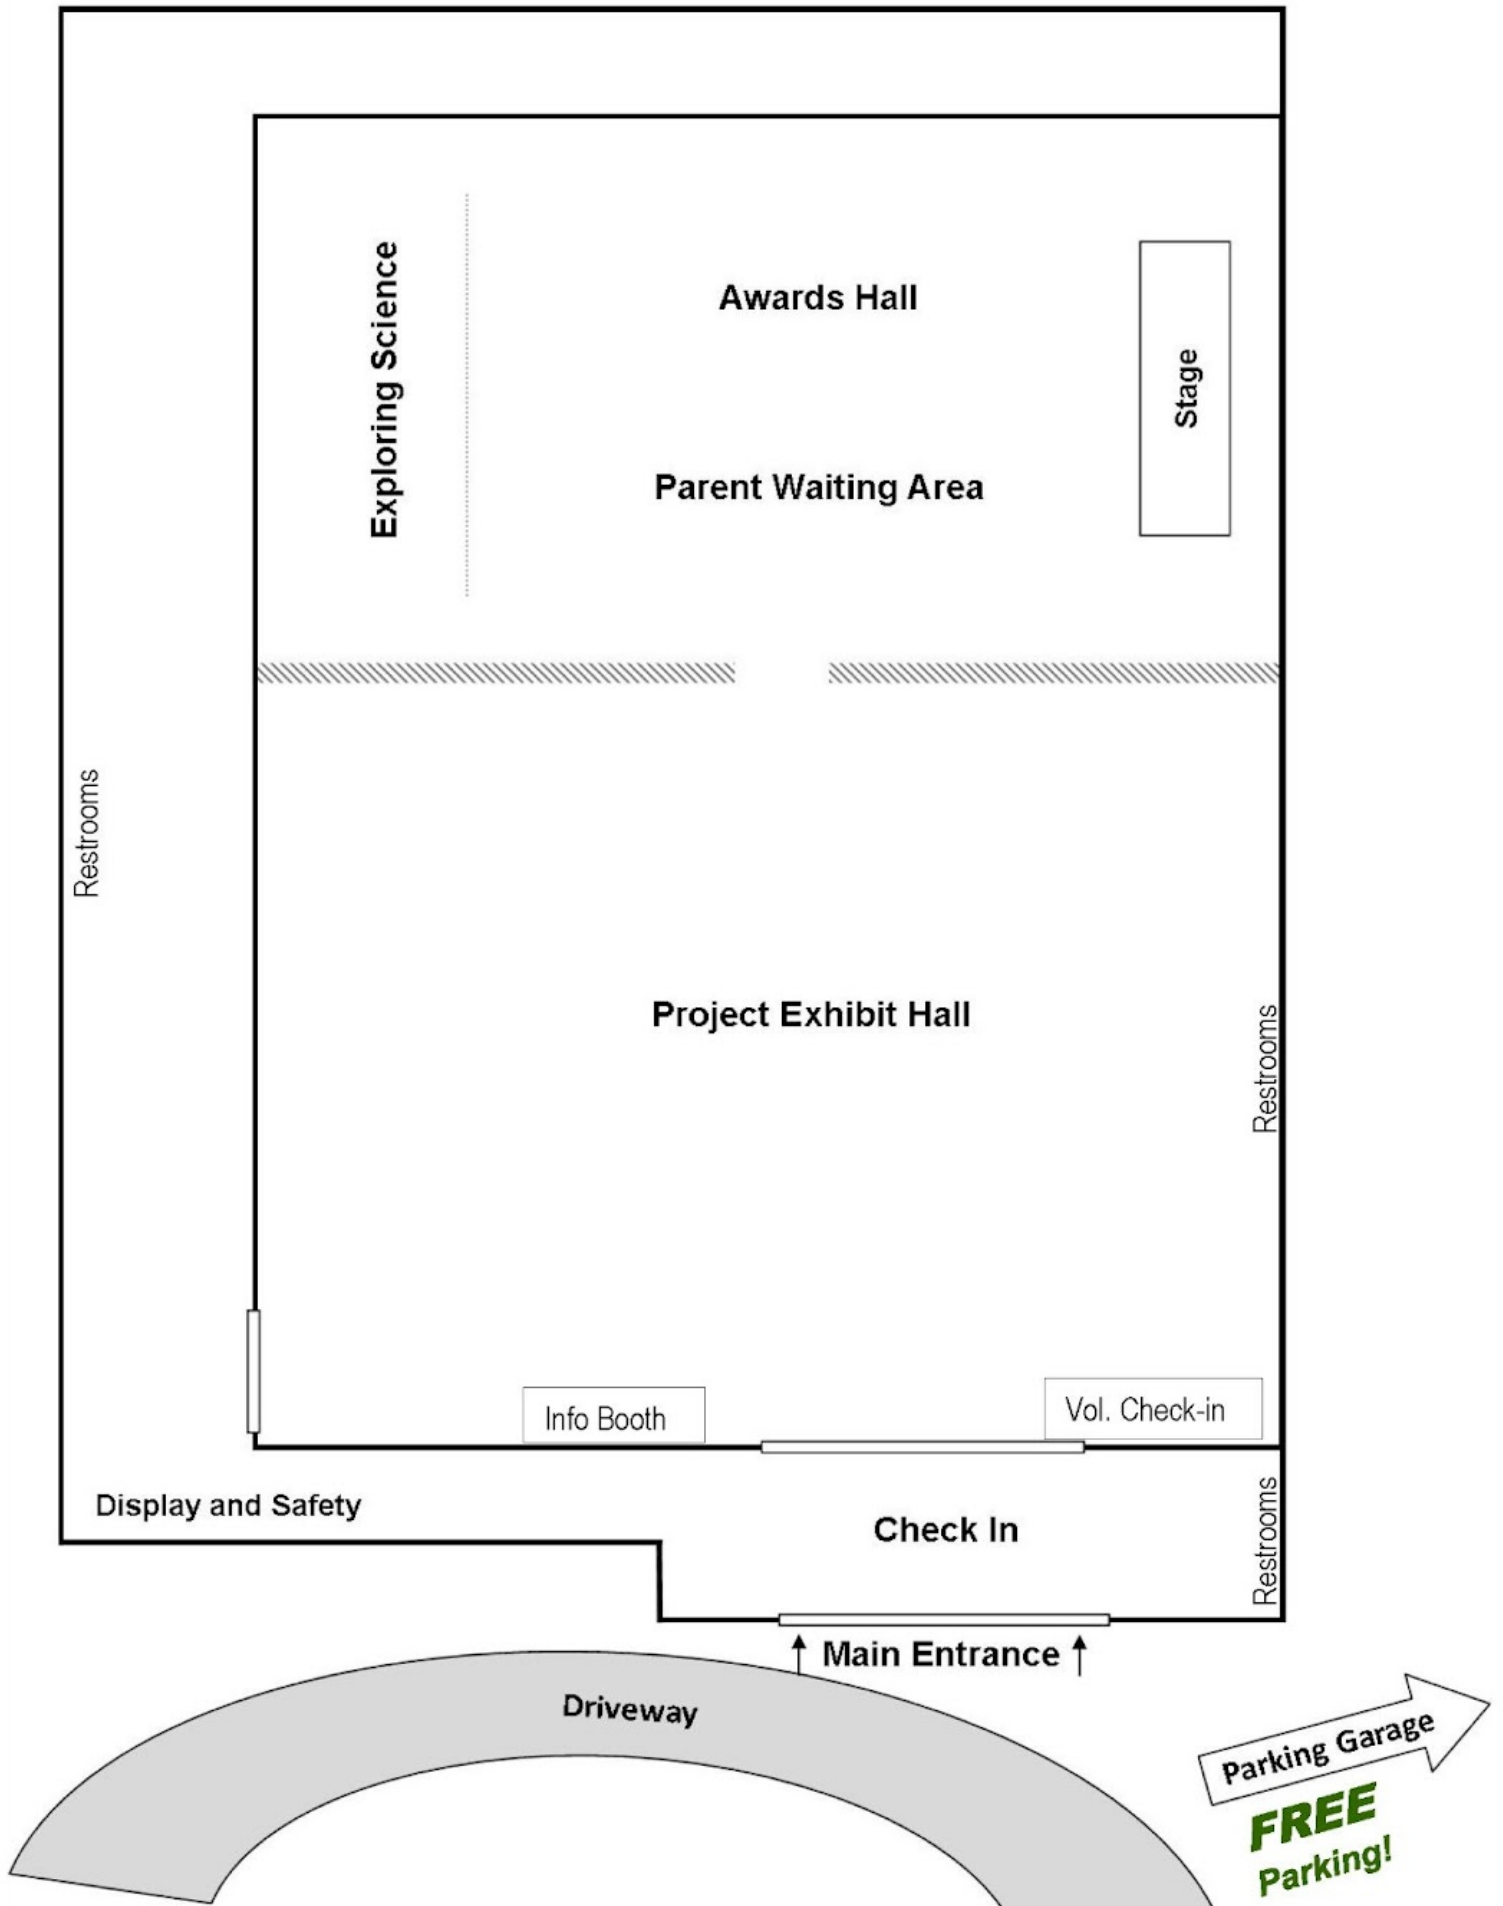 Exploring Science
Awards Hall
Stage
Parent Waiting Area
Restrooms
Project Exhibit Hall
Restrooms
Info Booth
Vol. Check-in
Display and Safety
Check In
Restrooms
Main Entrance
Driveway
Parking Garage
FREE
Parking!